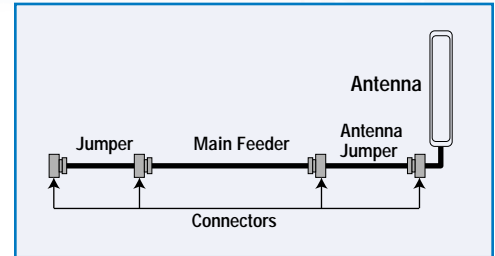 Antenna
Jumper
Main Feeder
Antenna
Jumper
Connectors